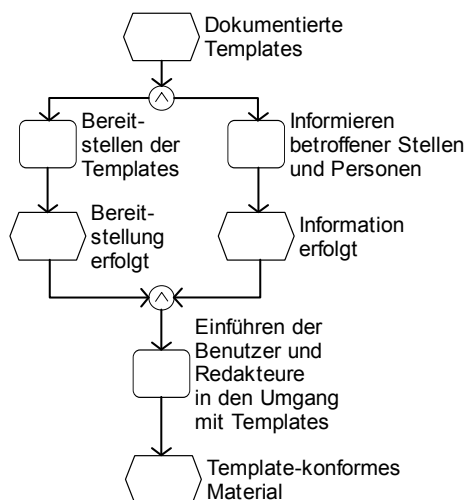 Dokumentierte
Templates
Bereit-
stellen der
Templates
Informieren
betroffener Stellen
und Personen
Bereit-
stellung
erfolgt
Information
erfolgt
Einführen der
Benutzer und
Redakteure
in den Umgang
mit Templates
Template-konformes
Material